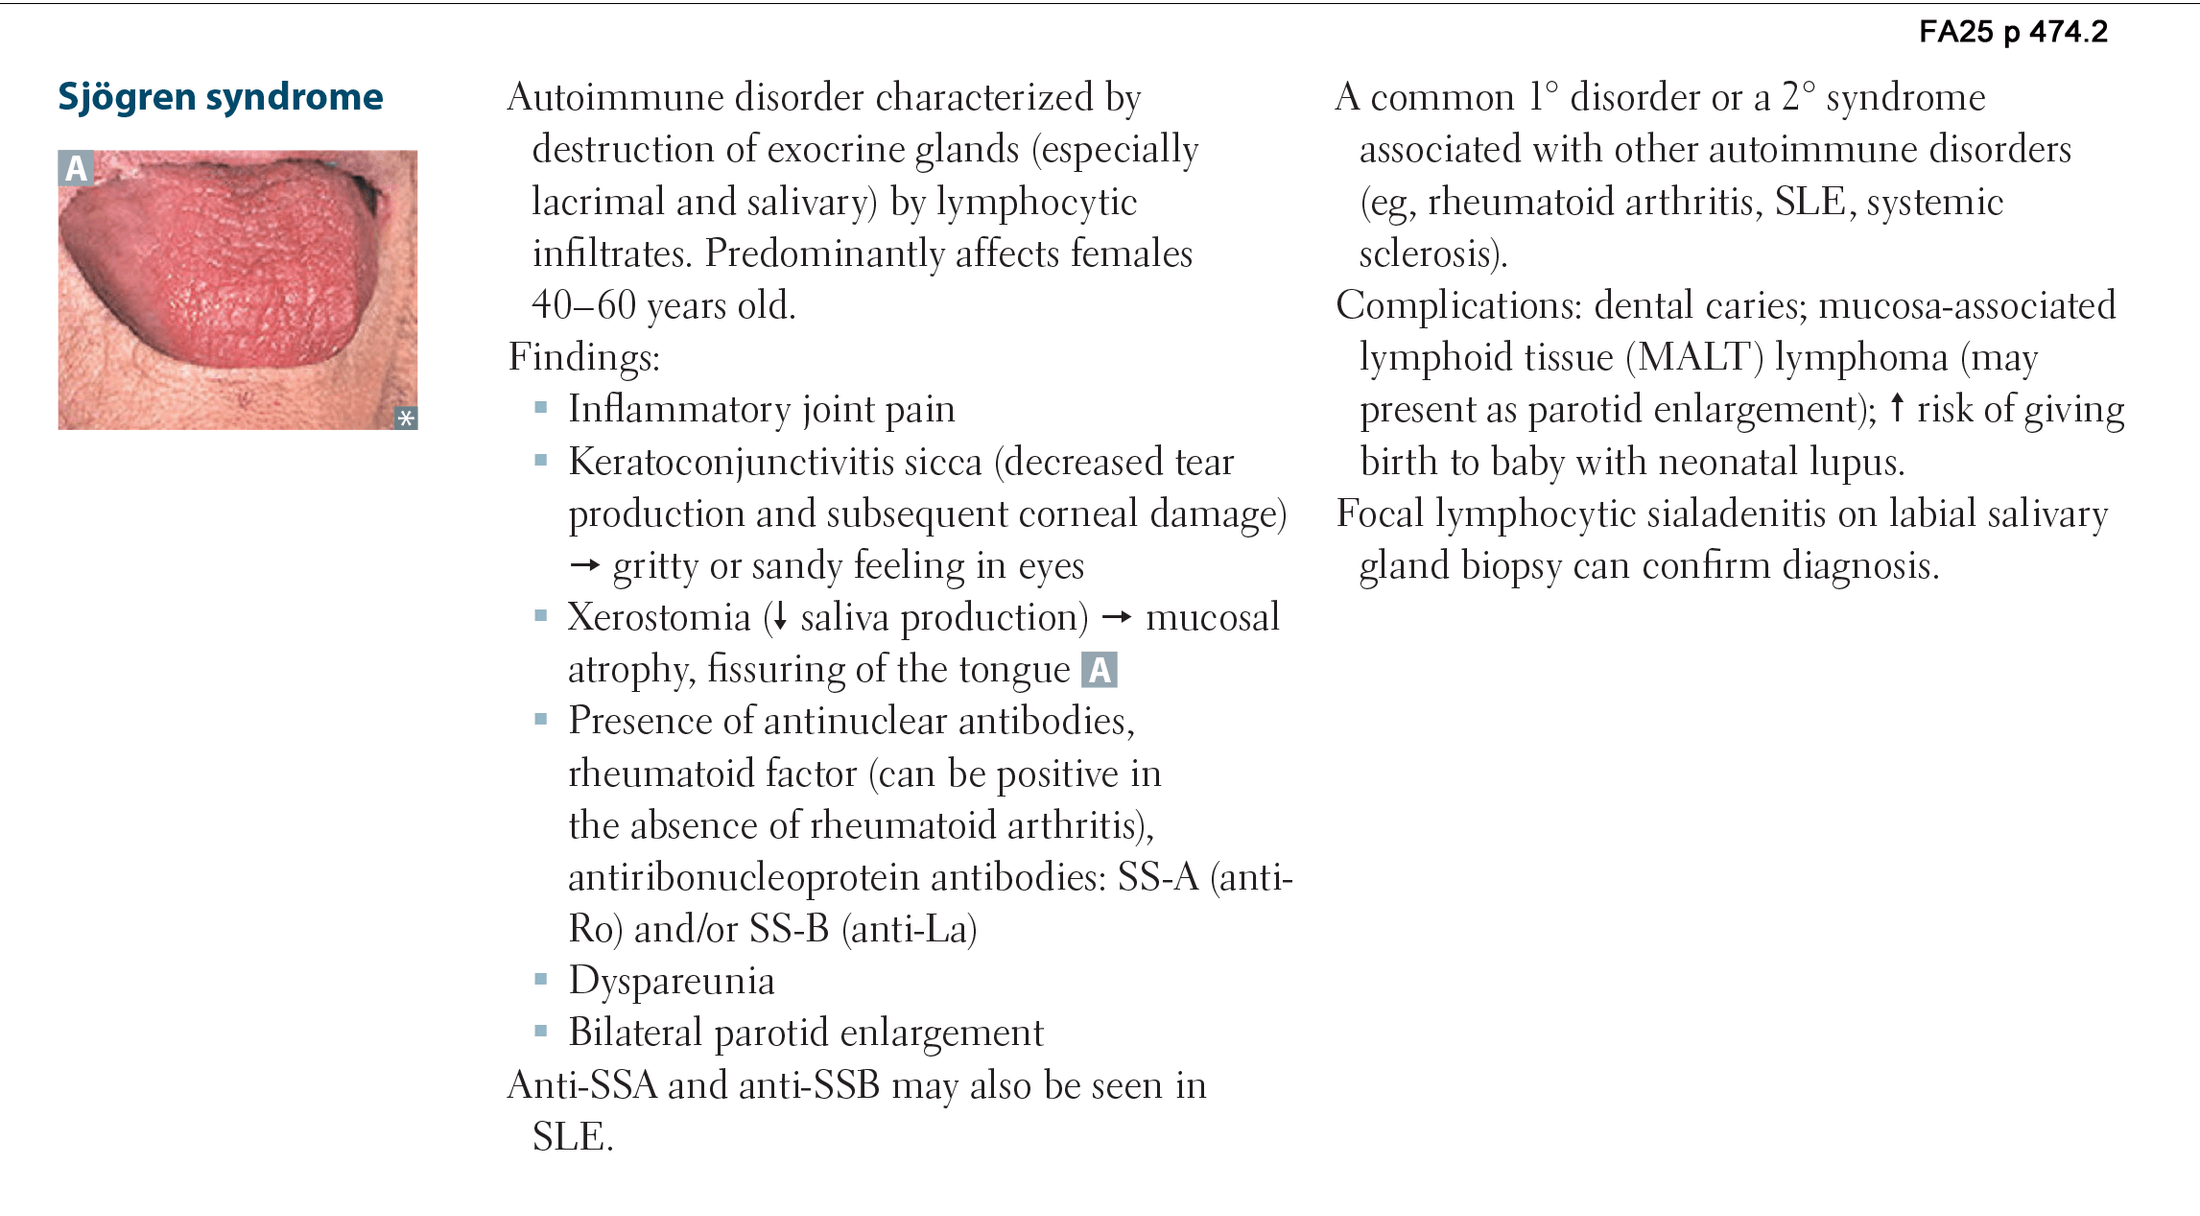 FA25 p 474.2
Sjögren syndrome
A
*
Autoimmune disorder characterized by
destruction of exocrine glands (especially
lacrimal and salivary) by lymphocytic
infiltrates. Predominantly affects females
40–60 years old.
Findings:
▪ Inflammatory joint pain
▪ Keratoconjunctivitis sicca (decreased tear
production and subsequent corneal damage)
→ gritty or sandy feeling in eyes
▪ Xerostomia (↓ saliva production) → mucosal
atrophy, fissuring of the tongue A
▪ Presence of antinuclear antibodies,
rheumatoid factor (can be positive in
the absence of rheumatoid arthritis),
antiribonucleoprotein antibodies: SS-A (anti-
Ro) and/or SS-B (anti-La)
▪ Dyspareunia
▪ Bilateral parotid enlargement
Anti-SSA and anti-SSB may also be seen in
SLE.
A common 1° disorder or a 2° syndrome
associated with other autoimmune disorders
(eg, rheumatoid arthritis, SLE, systemic
sclerosis).
Complications: dental caries; mucosa-associated
lymphoid tissue (MALT) lymphoma (may
present as parotid enlargement); ↑ risk of giving
birth to baby with neonatal lupus.
Focal lymphocytic sialadenitis on labial salivary
gland biopsy can confirm diagnosis.